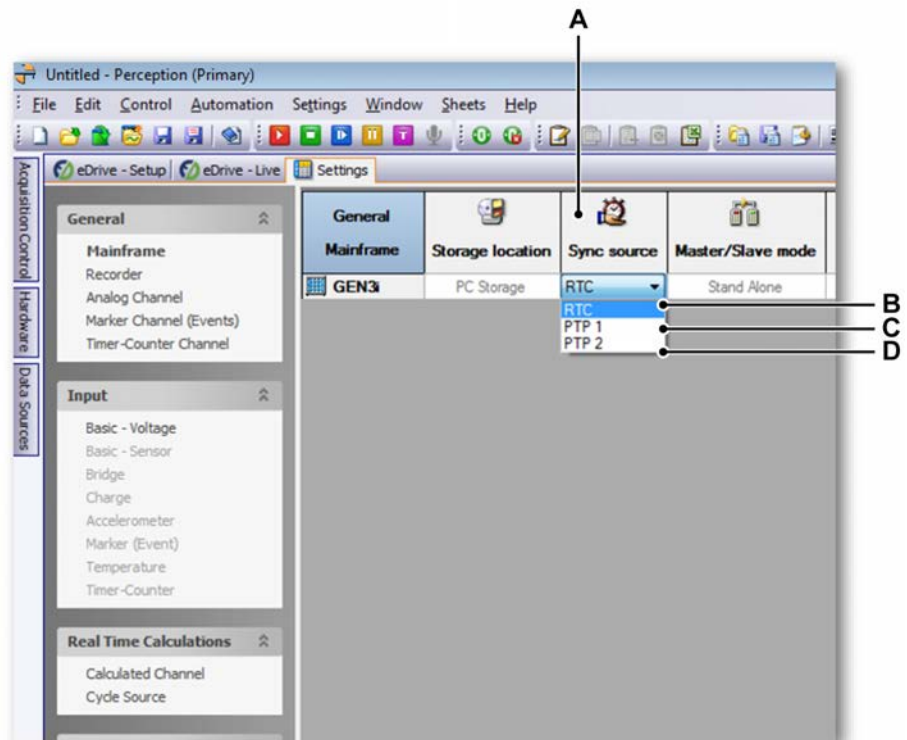 A
Untitled - Perception (Primary)
File Edit Control Automation Settings Window Sheets Help
eDrive - Setup eDrive - Live Settings
Acquisition Control
Hardware
Data Sources
General
Mainframe
Recorder
Analog Channel
Marker Channel (Events)
Timer-Counter Channel
Input
Basic - Voltage
Basic - Sensor
Bridge
Charge
Accelerometer
Marker (Event)
Temperature
Timer-Counter
Real Time Calculations
Calculated Channel
Cycle Source
General
Mainframe Storage location Sync source Master/Slave mode
GEN3i PC Storage RTC Stand Alone
RTC
PTP 1
PTP 2
B
C
D